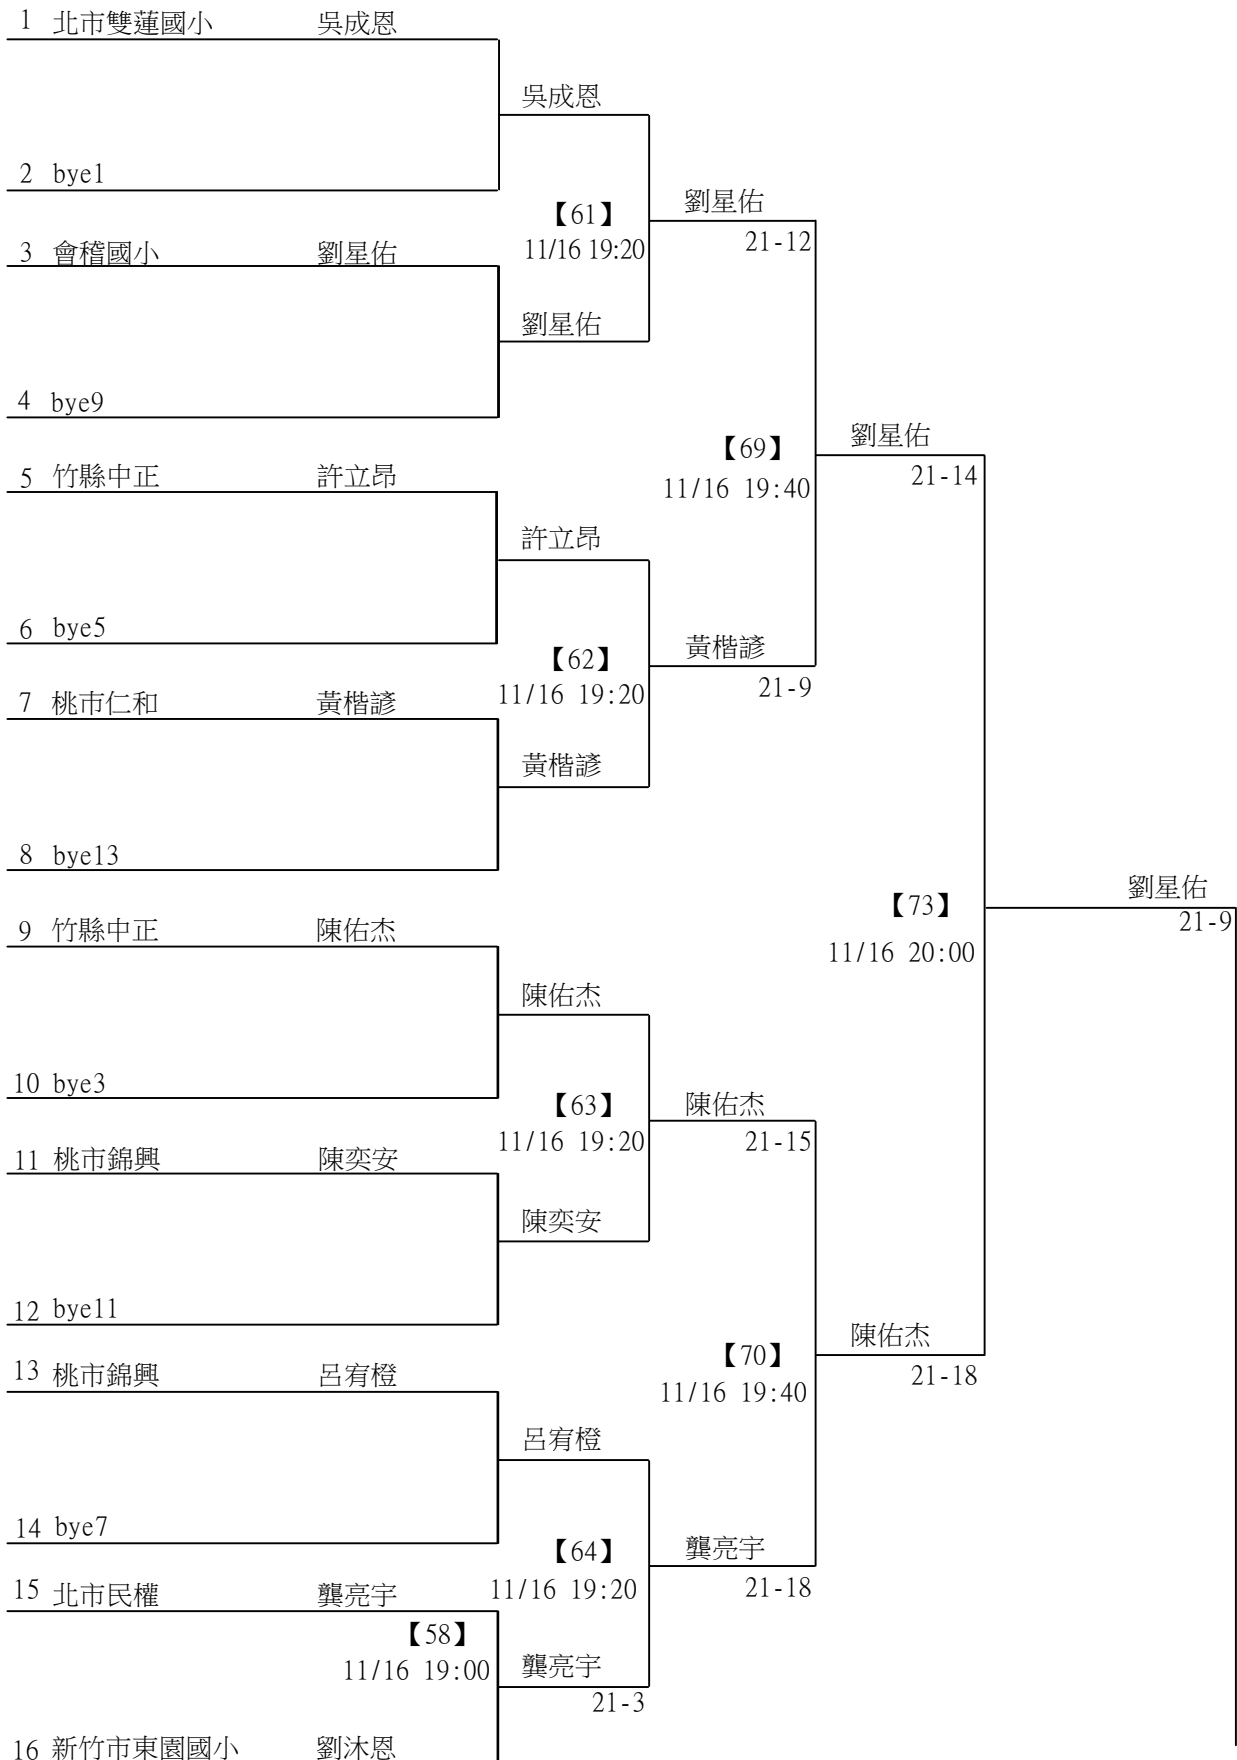 1 北市雙蓮國小 吳成恩
吳成恩
2 bye1
【61】 劉星佑
11/16 19:20 21-12
3 會稽國小 劉星佑
劉星佑
4 bye9
【69】 劉星佑
11/16 19:40 21-14
5 竹縣中正 許立昂
許立昂
6 bye5
【62】 黃楷諺
11/16 19:20 21-9
7 桃市仁和 黃楷諺
黃楷諺
8 bye13
【73】 劉星佑
11/16 20:00 21-9
9 竹縣中正 陳佑杰
陳佑杰
10 bye3
【63】 陳佑杰
11/16 19:20 21-15
11 桃市錦興 陳奕安
陳奕安
12 bye11
【70】 陳佑杰
11/16 19:40 21-18
13 桃市錦興 呂宥橙
呂宥橙
14 bye7
【64】 龔亮宇
11/16 19:20 21-18
15 北市民權 龔亮宇
【58】 龔亮宇
11/16 19:00 21-3
16 新竹市東園國小 劉沐恩